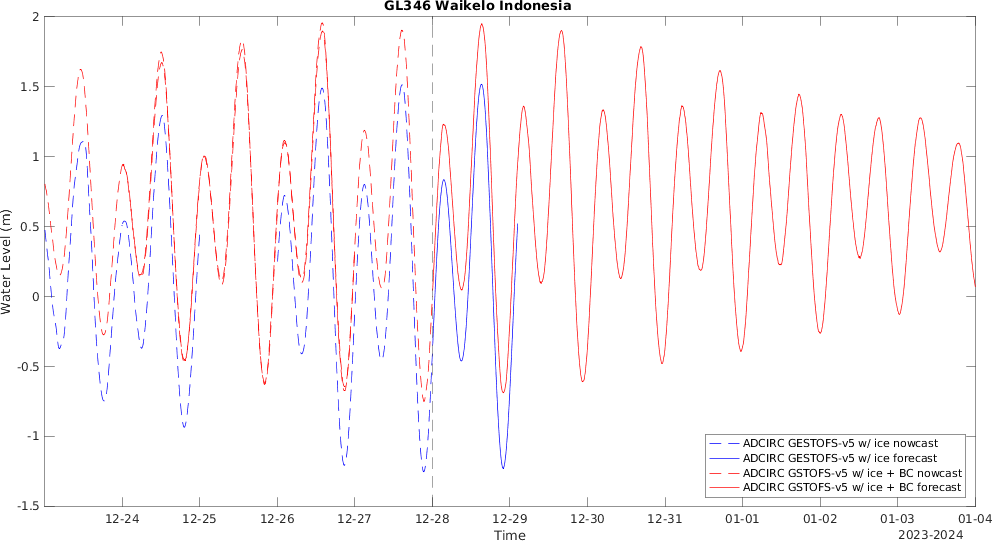 GL346 Waikelo Indonesia
Water Level (m)
2
1.5
1
0.5
0
-0.5
-1
-1.5
ADCIRC GESTOFS-v5 w/ ice nowcast
ADCIRC GESTOFS-v5 w/ ice forecast
ADCIRC GSTOFS-v5 w/ ice + BC nowcast
ADCIRC GSTOFS-v5 w/ ice + BC forecast
12-24 12-25 12-26 12-27 12-28 12-29 12-30 12-31 01-01 01-02 01-03 01-04
Time
2023-2024